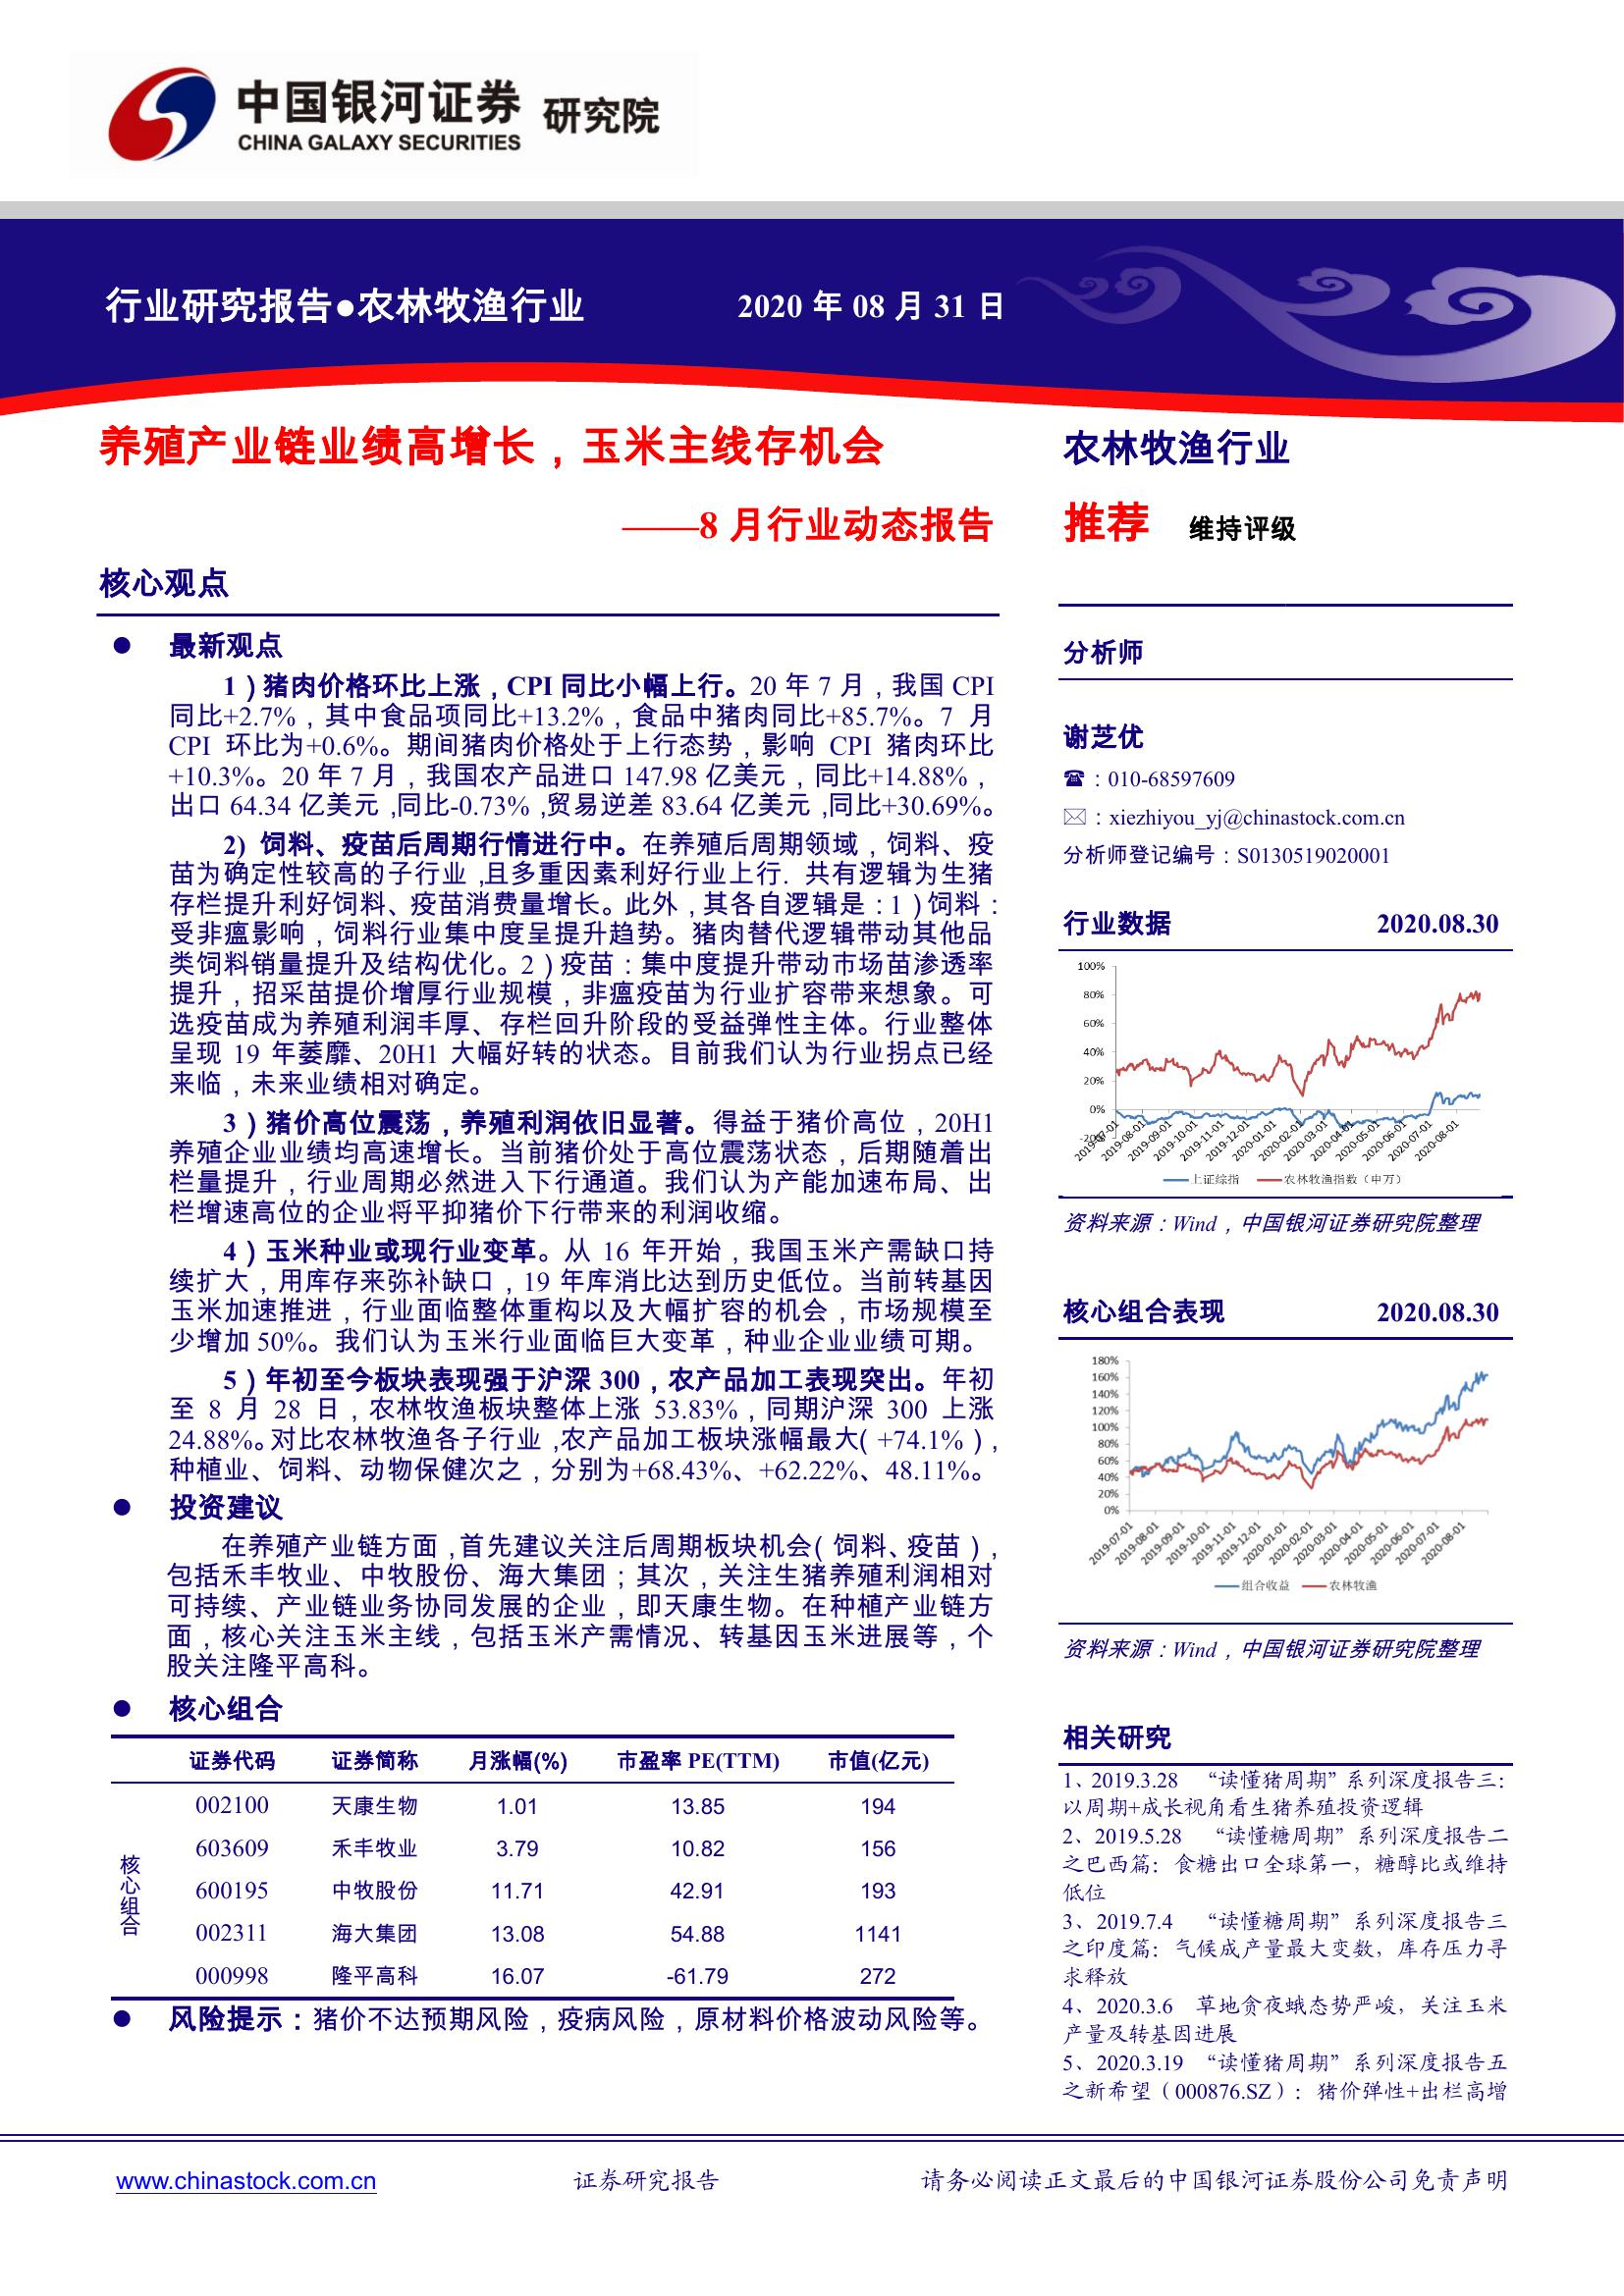 中国银河证券 研究院
CHINA GALAXY SECURITIES
行业研究报告●农林牧渔行业 2020 年 08 月 31 日
养殖产业链业绩高增长，玉米主线存机会
——8 月行业动态报告
核心观点
● 最新观点
1）猪肉价格环比上涨，CPI 同比小幅上行。20 年 7 月，我国 CPI
同比+2.7%，其中食品项同比+13.2%，食品中猪肉同比+85.7%。7 月
CPI 环比为+0.6%。期间猪肉价格处于上行态势，影响 CPI 猪肉环比
+10.3%。20 年 7 月，我国农产品进口 147.98 亿美元，同比+14.88%，
出口 64.34 亿美元，同比-0.73%，贸易逆差 83.64 亿美元，同比+30.69%。
2) 饲料、疫苗后周期行情进行中。在养殖后周期领域，饲料、疫
苗为确定性较高的子行业，且多重因素利好行业上行. 共有逻辑为生猪
存栏提升利好饲料、疫苗消费量增长。此外，其各自逻辑是：1）饲料：
受非瘟影响，饲料行业集中度呈提升趋势。猪肉替代逻辑带动其他品
类饲料销量提升及结构优化。2）疫苗：集中度提升带动市场苗渗透率
提升，招采苗提价增厚行业规模，非瘟疫苗为行业扩容带来想象。可
选疫苗成为养殖利润丰厚、存栏回升阶段的受益弹性主体。行业整体
呈现 19 年萎靡、20H1 大幅好转的状态。目前我们认为行业拐点已经
来临，未来业绩相对确定。
3）猪价高位震荡，养殖利润依旧显著。得益于猪价高位，20H1
养殖企业业绩均高速增长。当前猪价处于高位震荡状态，后期随着出
栏量提升，行业周期必然进入下行通道。我们认为产能加速布局、出
栏增速高位的企业将平抑猪价下行带来的利润收缩。
4）玉米种业或现行业变革。从 16 年开始，我国玉米产需缺口持
续扩大，用库存来弥补缺口，19 年库消比达到历史低位。当前转基因
玉米加速推进，行业面临整体重构以及大幅扩容的机会，市场规模至
少增加 50%。我们认为玉米行业面临巨大变革，种业企业业绩可期。
5）年初至今板块表现强于沪深 300，农产品加工表现突出。年初
至 8 月 28 日，农林牧渔板块整体上涨 53.83%，同期沪深 300 上涨
24.88%。对比农林牧渔各子行业，农产品加工板块涨幅最大（+74.1%），
种植业、饲料、动物保健次之，分别为+68.43%、+62.22%、48.11%。
● 投资建议
在养殖产业链方面，首先建议关注后周期板块机会（饲料、疫苗），
包括禾丰牧业、中牧股份、海大集团；其次，关注生猪养殖利润相对
可持续、产业链业务协同发展的企业，即天康生物。在种植产业链方
面，核心关注玉米主线，包括玉米产需情况、转基因玉米进展等，个
股关注隆平高科。
● 核心组合
证券代码 证券简称 月涨幅(%) 市盈率 PE(TTM) 市值(亿元)
核心组合
002100 天康生物 1.01 13.85 194
603609 禾丰牧业 3.79 10.82 156
600195 中牧股份 11.71 42.91 193
002311 海大集团 13.08 54.88 1141
000998 隆平高科 16.07 -61.79 272
● 风险提示：猪价不达预期风险，疫病风险，原材料价格波动风险等。
农林牧渔行业
推荐 维持评级
分析师
谢芝优
☎：010-68597609
✉：xiezhiyou_yj@chinastock.com.cn
分析师登记编号：S0130519020001
行业数据 2020.08.30
100%
80%
60%
40%
20%
0%
-20%
2019-07-01 2019-08-01 2019-09-01 2019-10-01 2019-11-01 2019-12-01 2020-01-01 2020-02-01 2020-03-01 2020-04-01 2020-05-01 2020-06-01 2020-07-01 2020-08-01
上证综指 农林牧渔指数（申万）
资料来源：Wind，中国银河证券研究院整理
核心组合表现 2020.08.30
180%
160%
140%
120%
100%
80%
60%
40%
20%
0%
2019-07-01 2019-08-01 2019-09-01 2019-10-01 2019-11-01 2019-12-01 2020-01-01 2020-02-01 2020-03-01 2020-04-01 2020-05-01 2020-06-01 2020-07-01 2020-08-01
组合收益 农林牧渔
资料来源：Wind，中国银河证券研究院整理
相关研究
1、2019.3.28 “读懂猪周期”系列深度报告三：
以周期+成长视角看生猪养殖投资逻辑
2、2019.5.28 “读懂糖周期”系列深度报告二
之巴西篇：食糖出口全球第一，糖醇比或维持
低位
3、2019.7.4 “读懂糖周期”系列深度报告三
之印度篇：气候成产量最大变数，库存压力寻
求释放
4、2020.3.6 草地贪夜蛾态势严峻，关注玉米
产量及转基因进展
5、2020.3.19 “读懂猪周期”系列深度报告五
之新希望（000876.SZ）：猪价弹性+出栏高增
www.chinastock.com.cn 证券研究报告 请务必阅读正文最后的中国银河证券股份公司免责声明